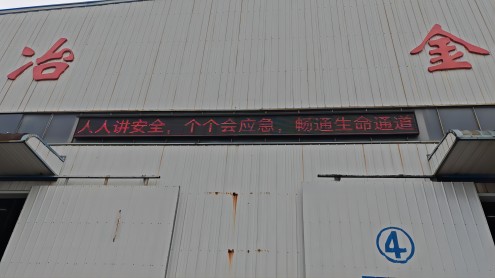 冶 金
人人讲安全，个个会应急，畅通生命通道
④